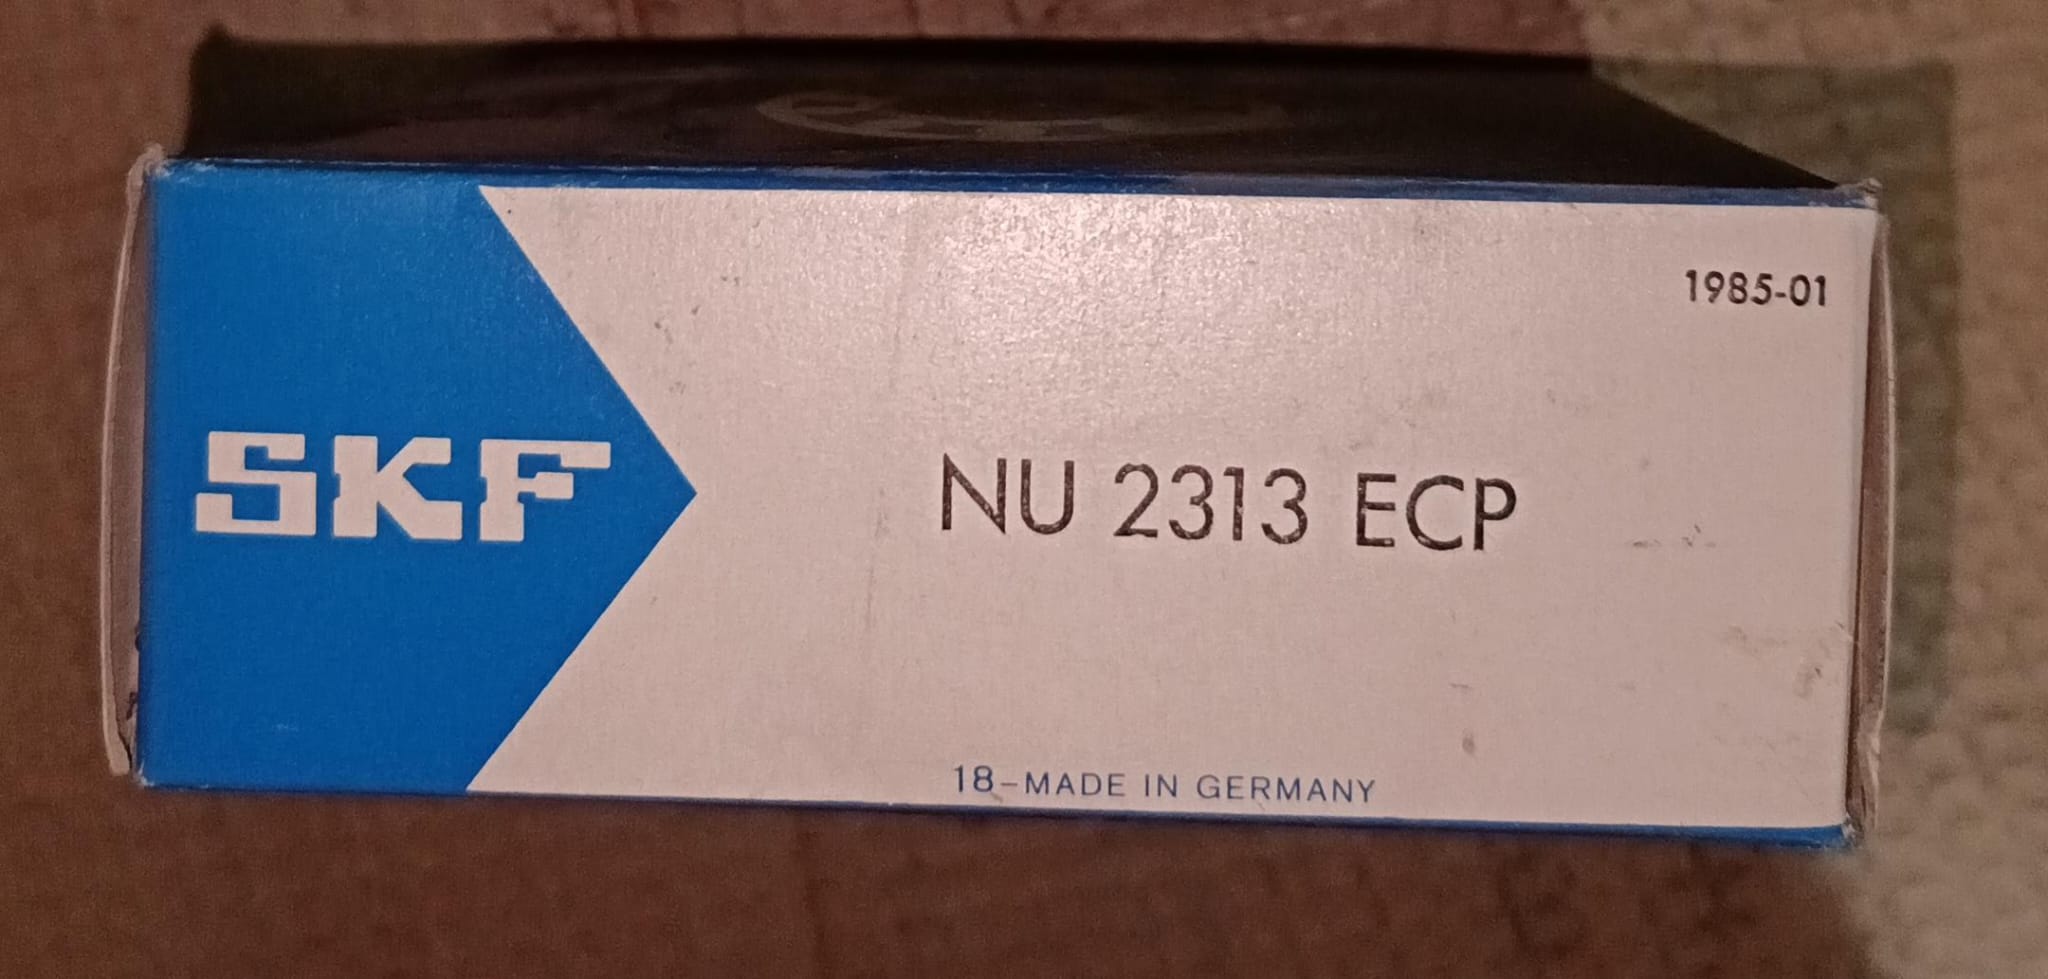 1985-01
SKF
NU 2313 ECP
18-MADE IN GERMANY